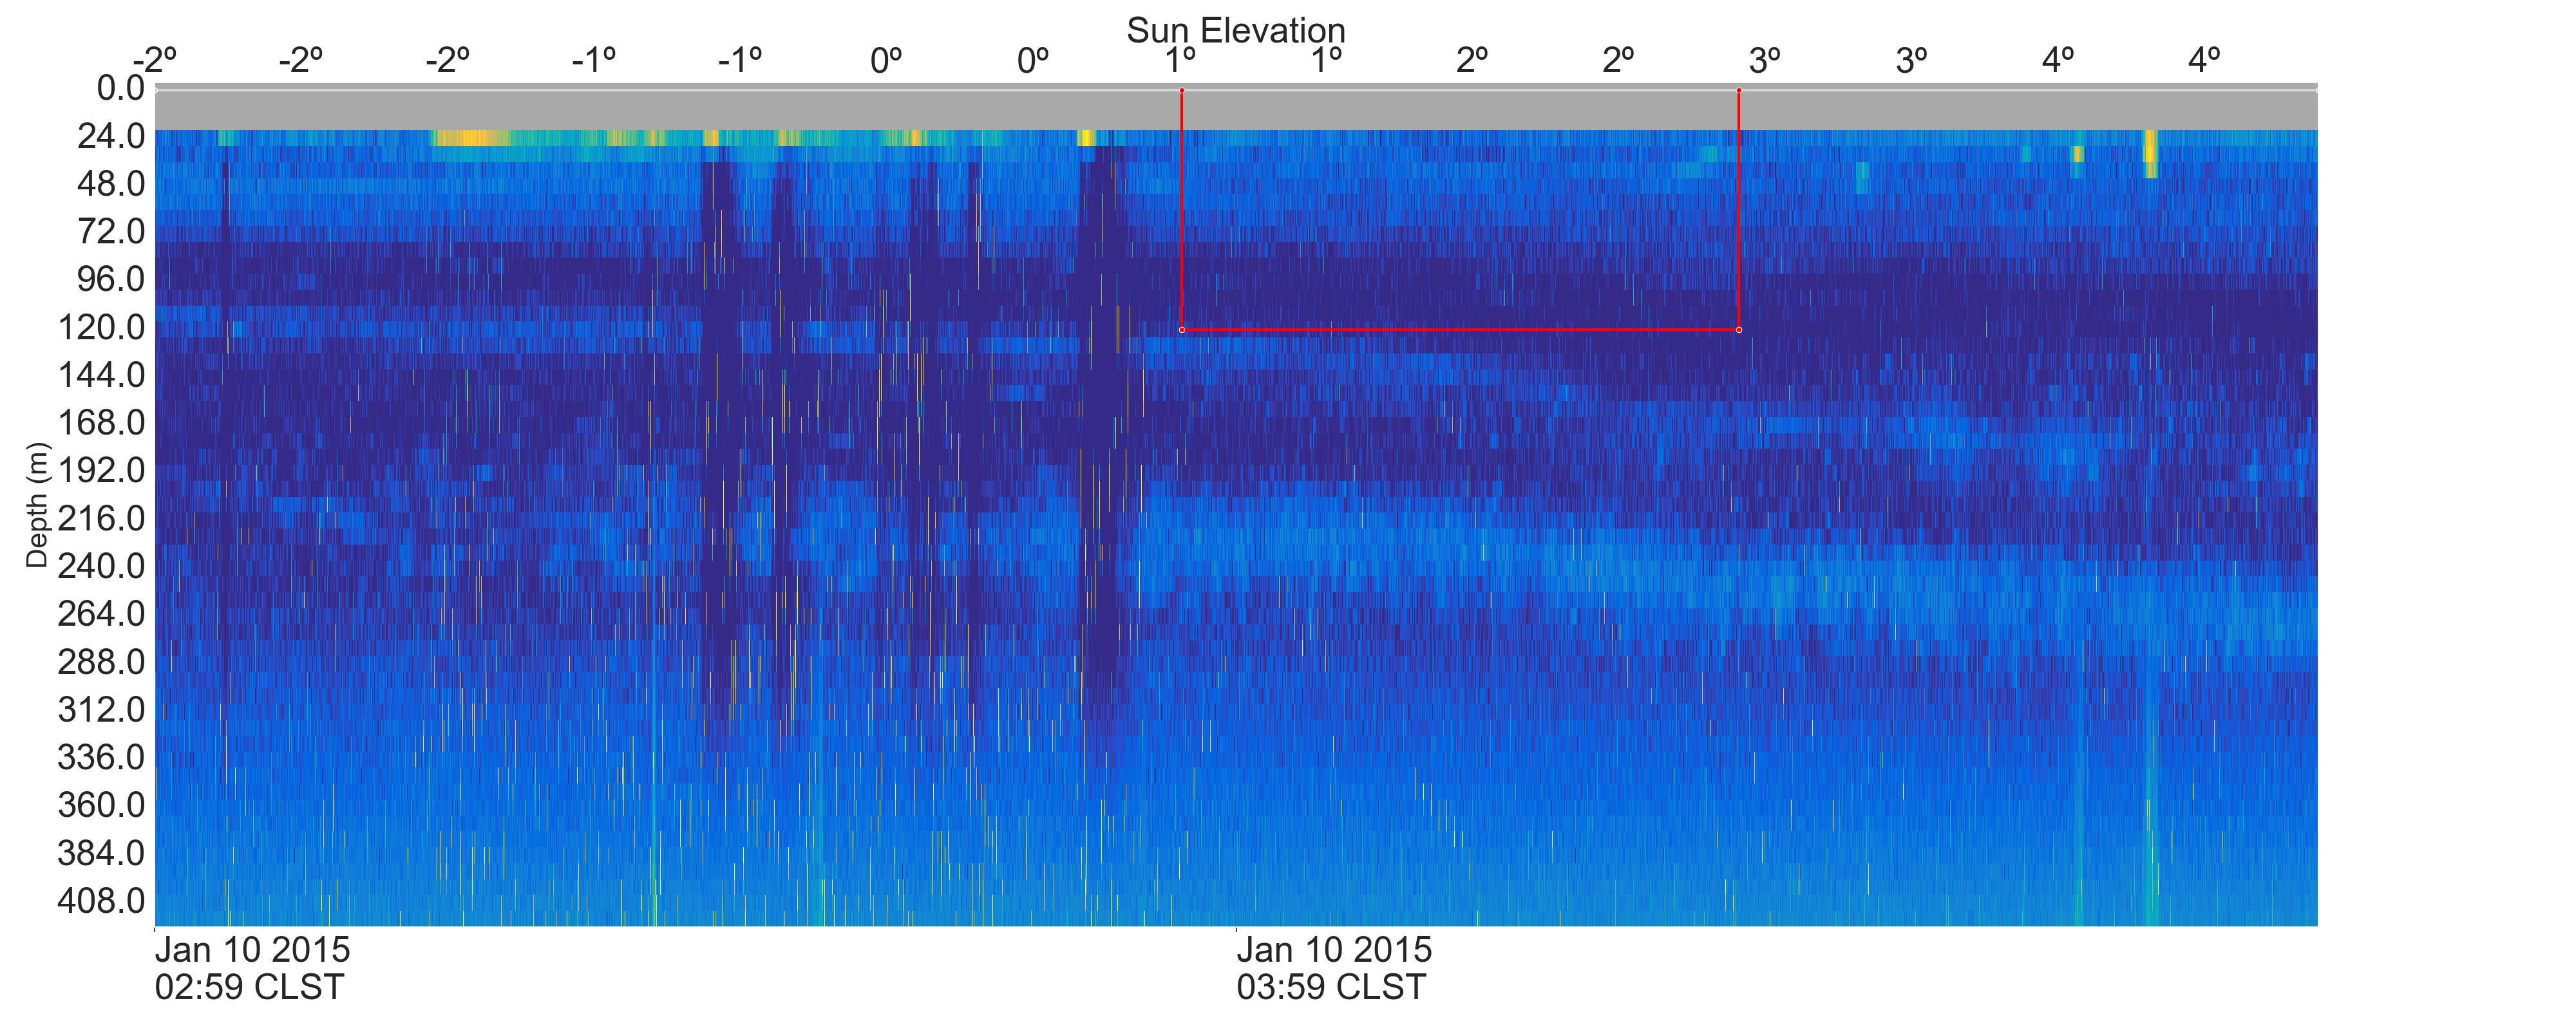 Sun Elevation
-2º -2º -2º -1º -1º 0º 0º 1º 1º 2º 2º 3º 3º 4º 4º
0.0
24.0
48.0
72.0
96.0
120.0
144.0
168.0
192.0
216.0
240.0
264.0
288.0
312.0
336.0
360.0
384.0
408.0
Depth (m)
Jan 10 2015
02:59 CLST
Jan 10 2015
03:59 CLST